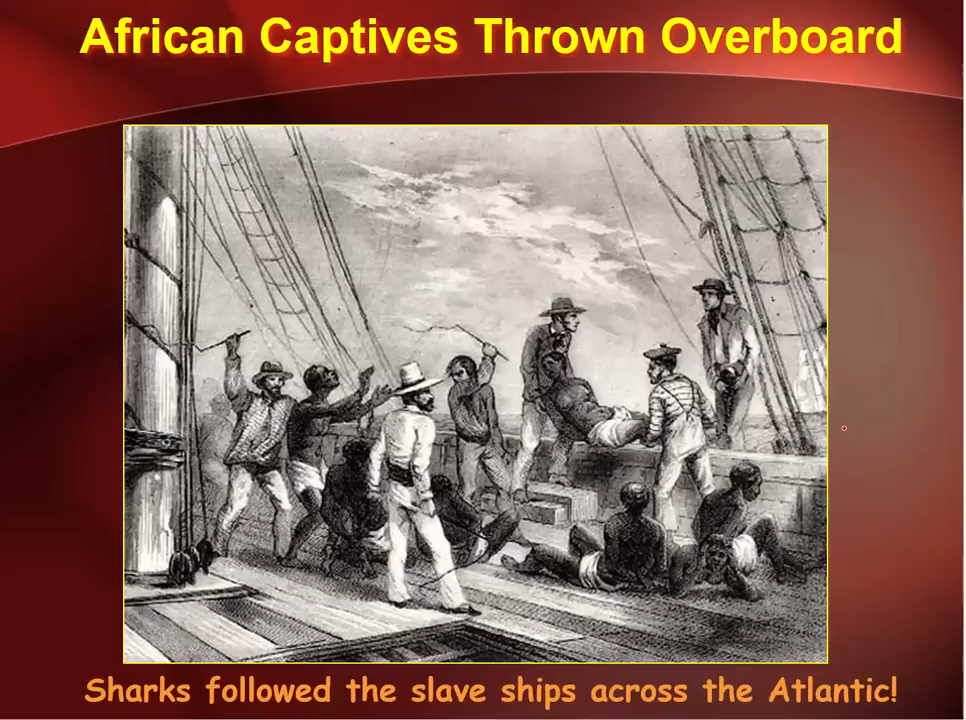 African Captives Thrown Overboard
Sharks followed the slave ships across the Atlantic!